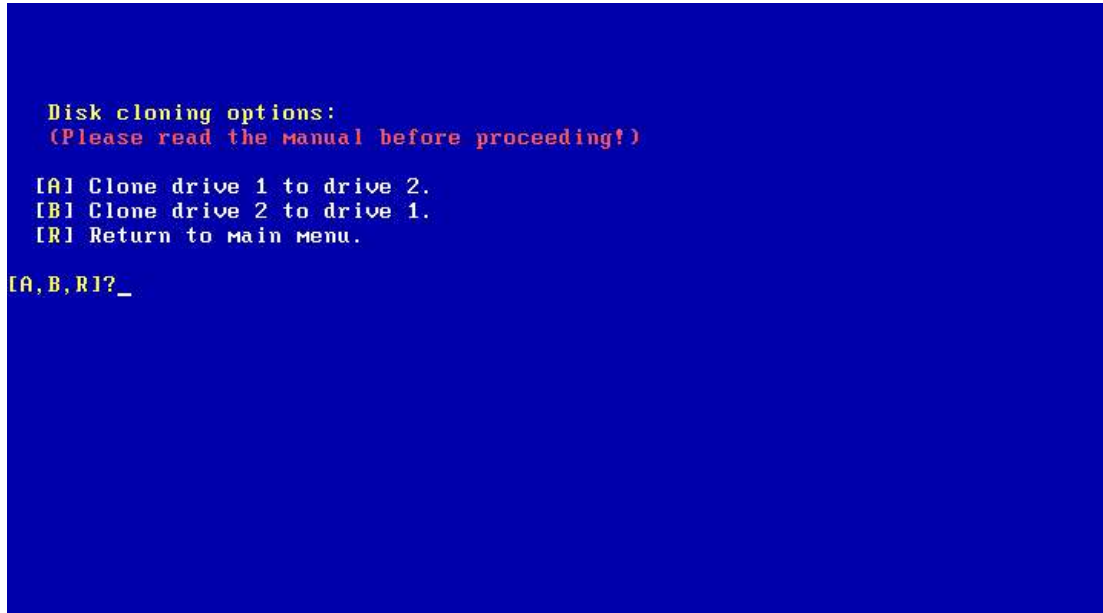 Disk cloning options:
(Please read the manual before proceeding!)
[A] Clone drive 1 to drive 2.
[B] Clone drive 2 to drive 1.
[R] Return to main menu.
[A,B,R]?_